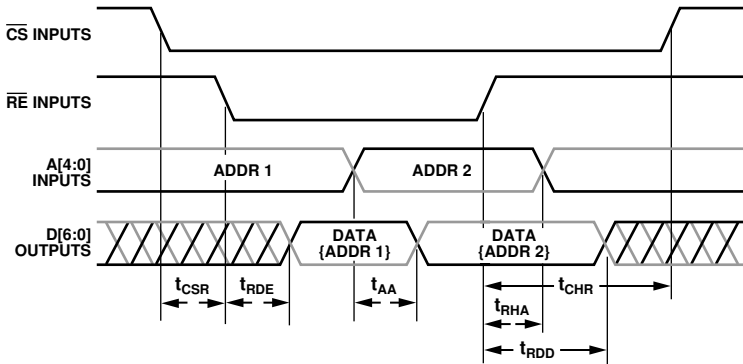 CS INPUTS
RE INPUTS
A[4:0]
INPUTS
ADDR 1
ADDR 2
D[6:0]
OUTPUTS
DATA
{ADDR 1}
DATA
{ADDR 2}
tCSR
tRDE
tAA
tCHR
tRHA
tRDD